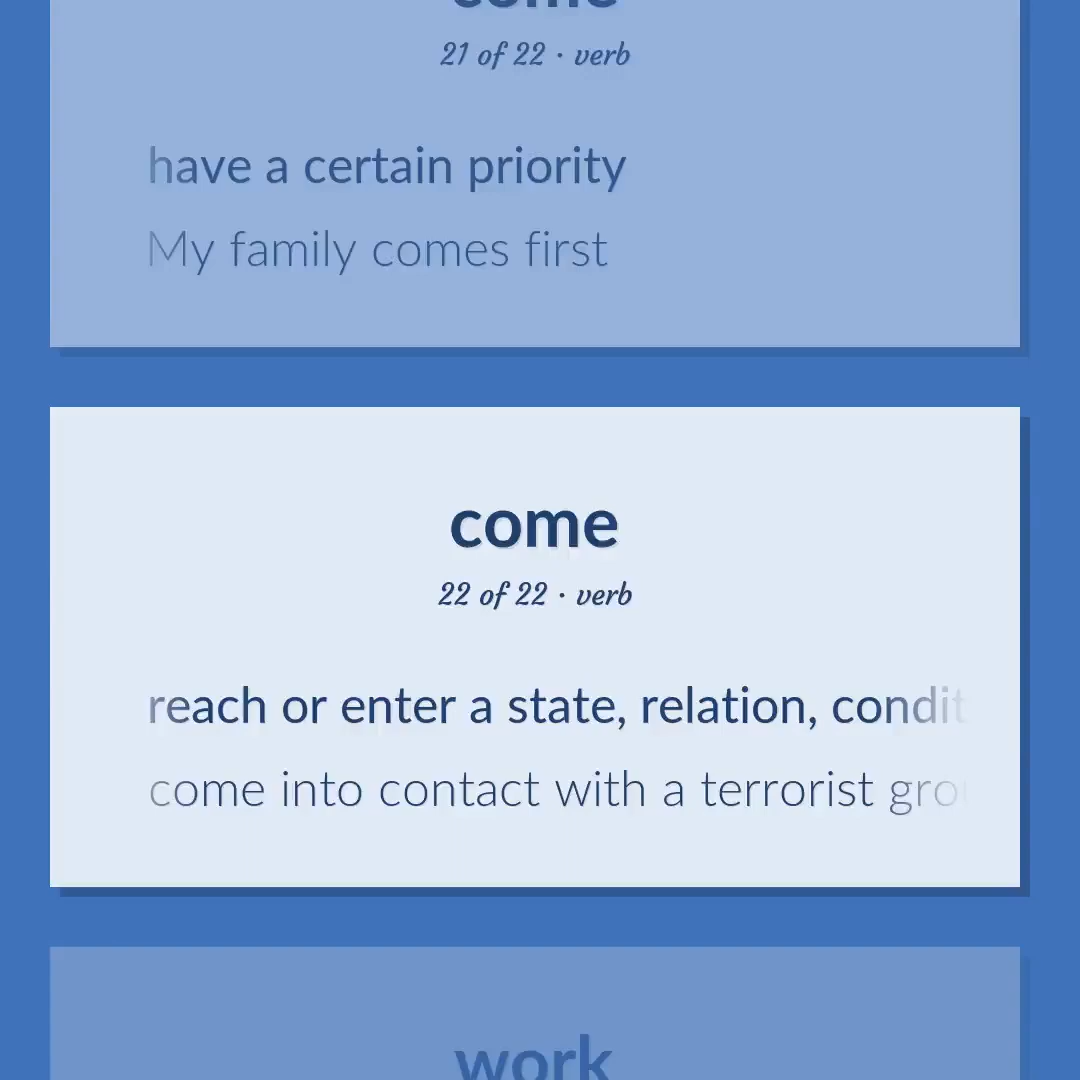 come
21 of 22 · verb
have a certain priority
My family comes first
come
22 of 22 · verb
reach or enter a state, relation, condit
come into contact with a terrorist gro
work